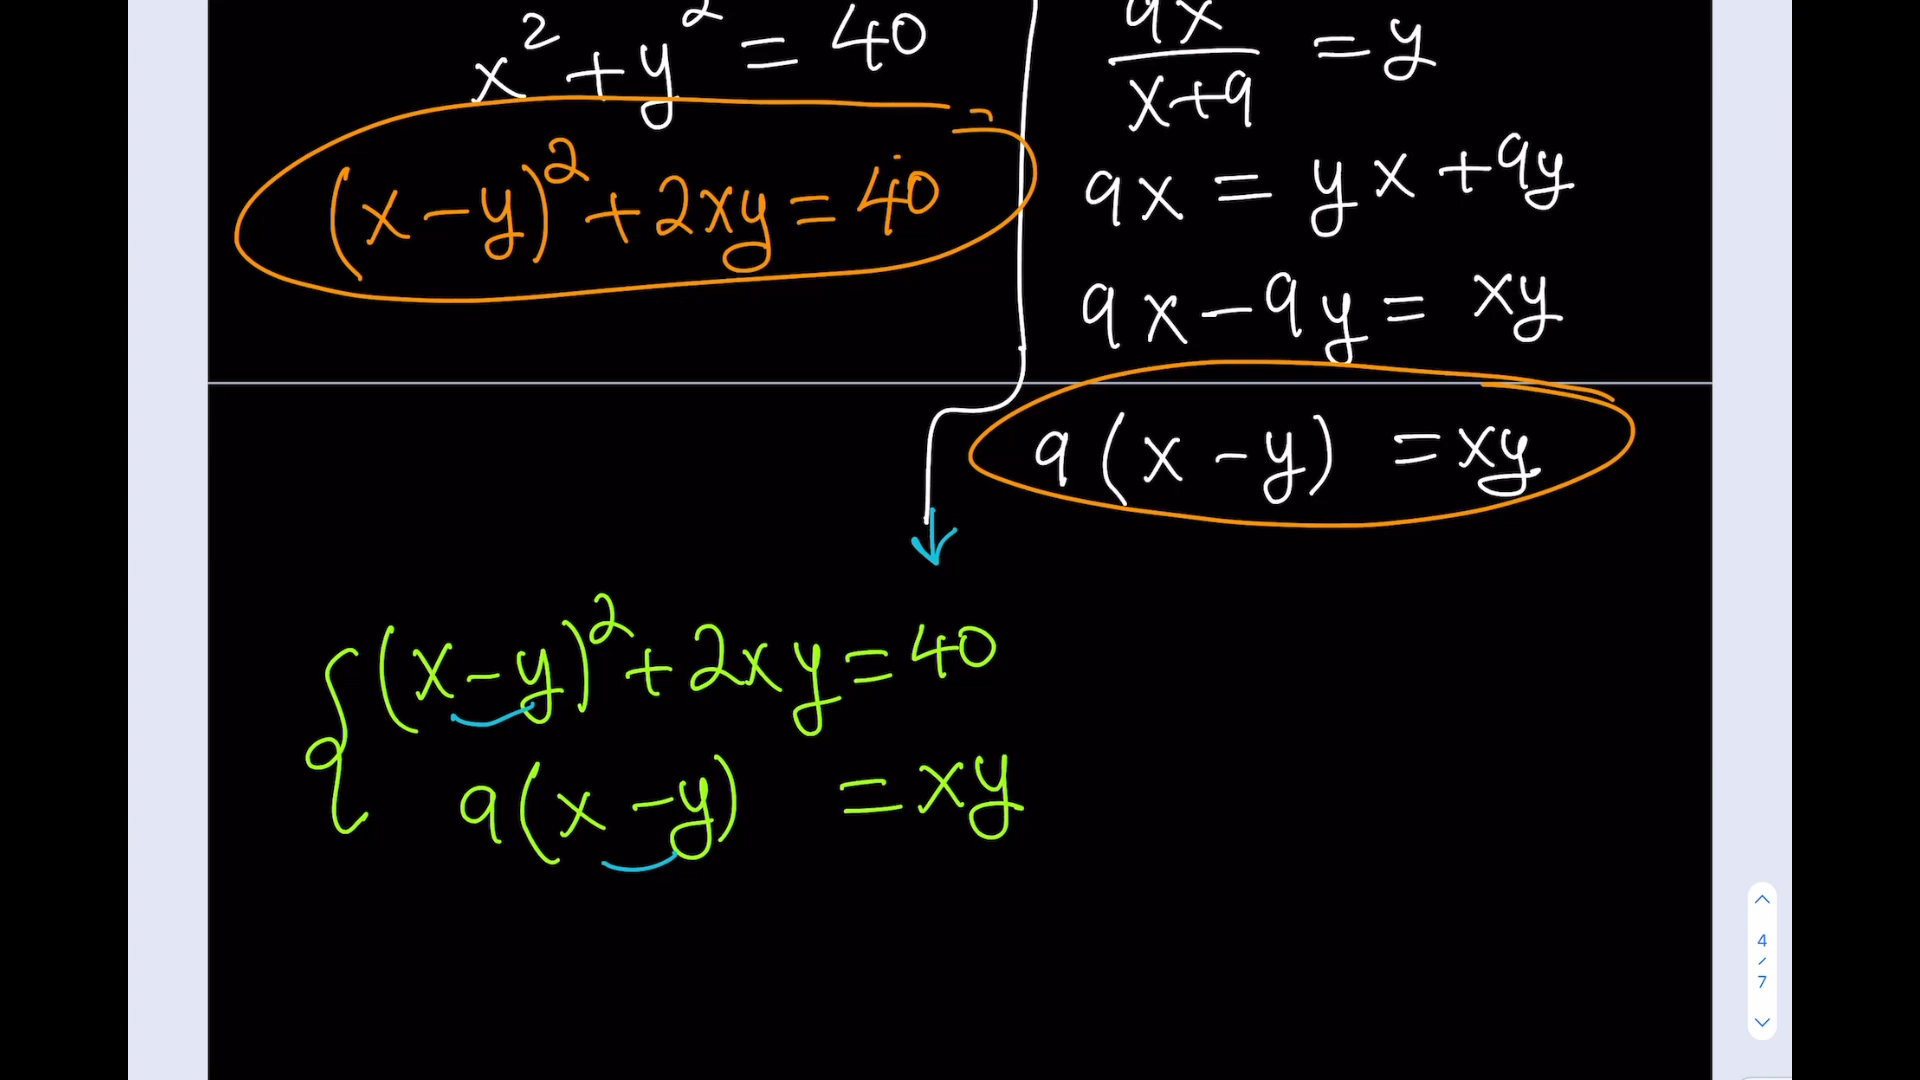 x² + y² = 40
(x - y)² + 2xy = 40
9x / x+9 = y
9x = yx + 9y
9x - 9y = xy
9(x - y) = xy
(x - y)² + 2xy = 40
9(x - y) = xy
4
/
7